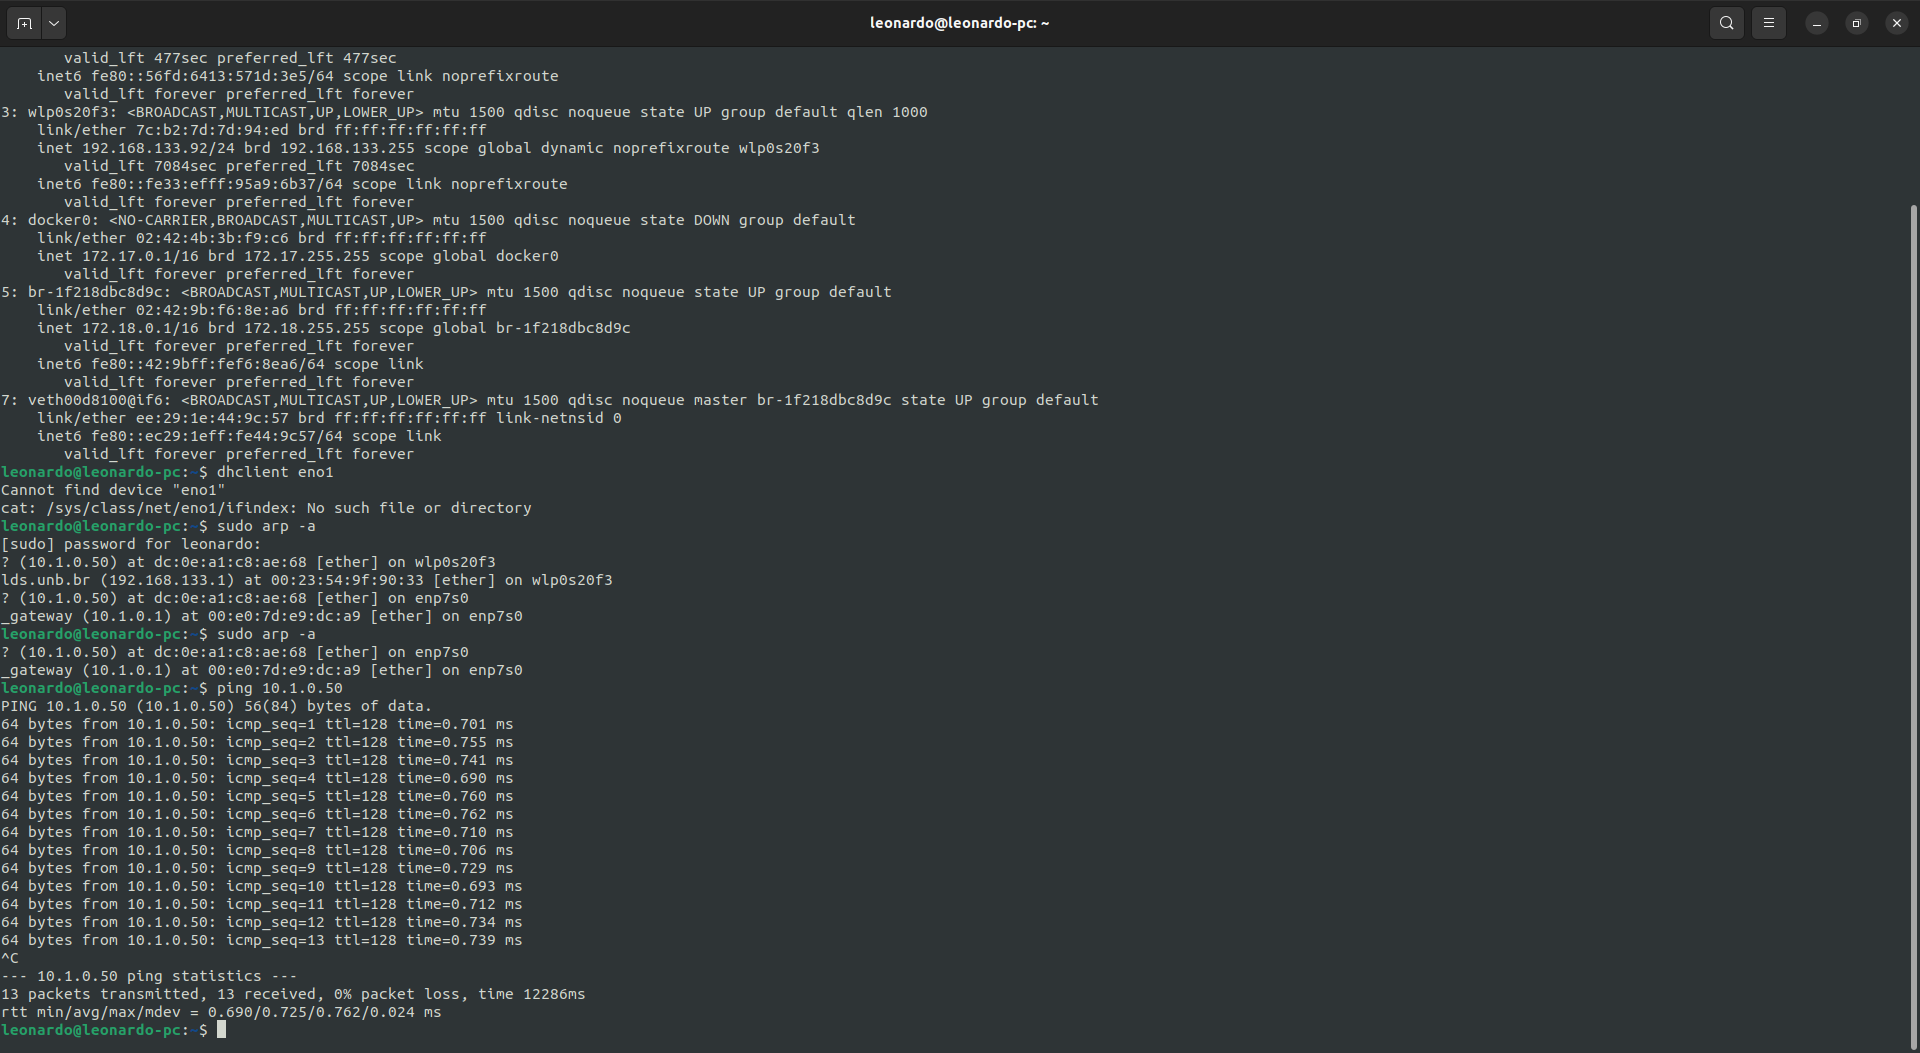 leonardo@leonardo-pc: ~
valid_lft 477sec preferred_lft 477sec
inet6 fe80::56fd:6413:571d:3e5/64 scope link noprefixroute
valid_lft forever preferred_lft forever
3: wlp0s20f3: <BROADCAST,MULTICAST,UP,LOWER_UP> mtu 1500 qdisc noqueue state UP group default qlen 1000
link/ether 7c:b2:7d:7d:94:ed brd ff:ff:ff:ff:ff:ff
inet 192.168.133.92/24 brd 192.168.133.255 scope global dynamic noprefixroute wlp0s20f3
valid_lft 7084sec preferred_lft 7084sec
inet6 fe80::fe33:efff:95a9:6b37/64 scope link noprefixroute
valid_lft forever preferred_lft forever
4: docker0: <NO-CARRIER,BROADCAST,MULTICAST,UP> mtu 1500 qdisc noqueue state DOWN group default
link/ether 02:42:4b:3b:f9:c6 brd ff:ff:ff:ff:ff:ff
inet 172.17.0.1/16 brd 172.17.255.255 scope global docker0
valid_lft forever preferred_lft forever
5: br-1f218dbc8d9c: <BROADCAST,MULTICAST,UP,LOWER_UP> mtu 1500 qdisc noqueue state UP group default
link/ether 02:42:9b:f6:8e:a6 brd ff:ff:ff:ff:ff:ff
inet 172.18.0.1/16 brd 172.18.255.255 scope global br-1f218dbc8d9c
valid_lft forever preferred_lft forever
inet6 fe80::42:9bff:fef6:8ea6/64 scope link
valid_lft forever preferred_lft forever
7: veth00d8100@if6: <BROADCAST,MULTICAST,UP,LOWER_UP> mtu 1500 qdisc noqueue master br-1f218dbc8d9c state UP group default
link/ether ee:29:1e:44:9c:57 brd ff:ff:ff:ff:ff:ff link-netnsid 0
inet6 fe80::ec29:1eff:fe44:9c57/64 scope link
valid_lft forever preferred_lft forever
leonardo@leonardo-pc:~$ dhclient eno1
Cannot find device "eno1"
cat: /sys/class/net/eno1/ifindex: No such file or directory
leonardo@leonardo-pc:~$ sudo arp -a
[sudo] password for leonardo:
? (10.1.0.50) at dc:0e:a1:c8:ae:68 [ether] on wlp0s20f3
lds.unb.br (192.168.133.1) at 00:23:54:9f:90:33 [ether] on wlp0s20f3
? (10.1.0.50) at dc:0e:a1:c8:ae:68 [ether] on enp7s0
_gateway (10.1.0.1) at 00:e0:7d:e9:dc:a9 [ether] on enp7s0
leonardo@leonardo-pc:~$ sudo arp -a
? (10.1.0.50) at dc:0e:a1:c8:ae:68 [ether] on enp7s0
_gateway (10.1.0.1) at 00:e0:7d:e9:dc:a9 [ether] on enp7s0
leonardo@leonardo-pc:~$ ping 10.1.0.50
PING 10.1.0.50 (10.1.0.50) 56(84) bytes of data.
64 bytes from 10.1.0.50: icmp_seq=1 ttl=128 time=0.701 ms
64 bytes from 10.1.0.50: icmp_seq=2 ttl=128 time=0.755 ms
64 bytes from 10.1.0.50: icmp_seq=3 ttl=128 time=0.741 ms
64 bytes from 10.1.0.50: icmp_seq=4 ttl=128 time=0.690 ms
64 bytes from 10.1.0.50: icmp_seq=5 ttl=128 time=0.760 ms
64 bytes from 10.1.0.50: icmp_seq=6 ttl=128 time=0.762 ms
64 bytes from 10.1.0.50: icmp_seq=7 ttl=128 time=0.710 ms
64 bytes from 10.1.0.50: icmp_seq=8 ttl=128 time=0.706 ms
64 bytes from 10.1.0.50: icmp_seq=9 ttl=128 time=0.729 ms
64 bytes from 10.1.0.50: icmp_seq=10 ttl=128 time=0.693 ms
64 bytes from 10.1.0.50: icmp_seq=11 ttl=128 time=0.712 ms
64 bytes from 10.1.0.50: icmp_seq=12 ttl=128 time=0.734 ms
64 bytes from 10.1.0.50: icmp_seq=13 ttl=128 time=0.739 ms
^C
--- 10.1.0.50 ping statistics ---
13 packets transmitted, 13 received, 0% packet loss, time 12286ms
rtt min/avg/max/mdev = 0.690/0.725/0.762/0.024 ms
leonardo@leonardo-pc:~$